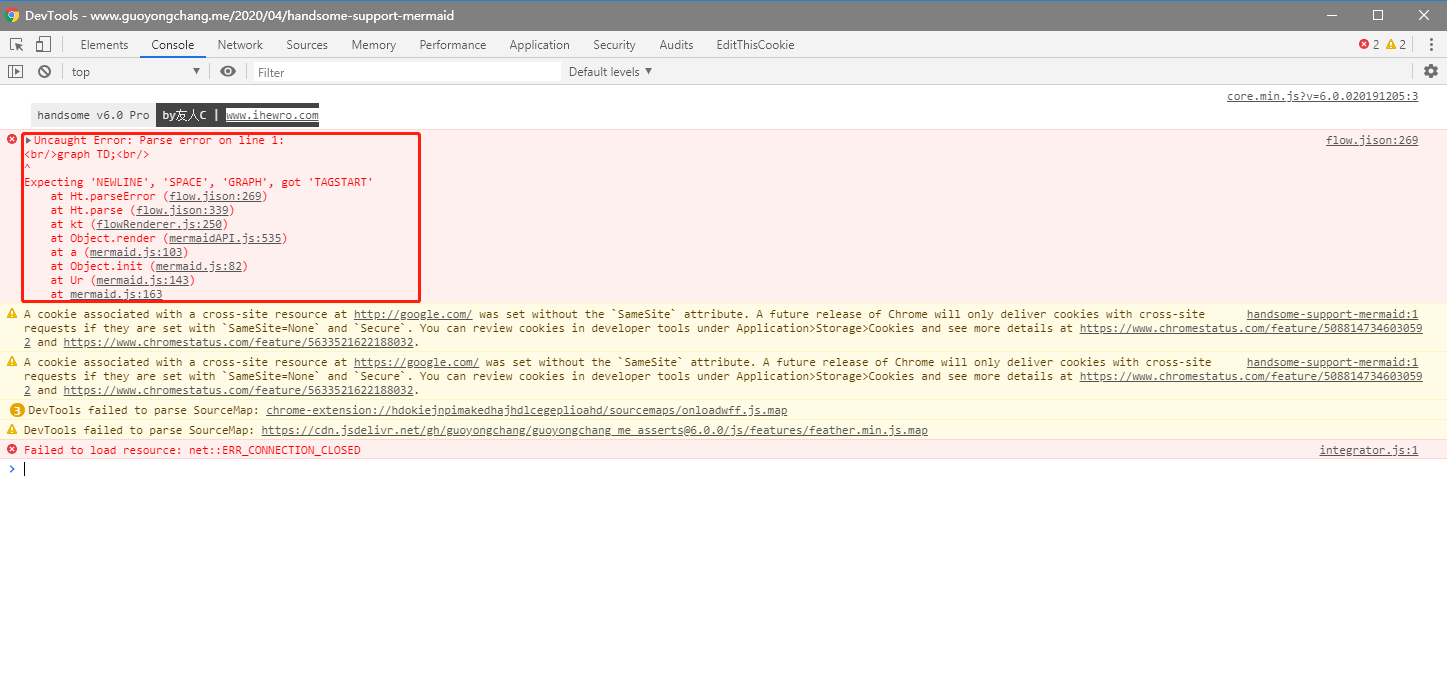 DevTools - www.guoyongchang.me/2020/04/handsome-support-mermaid
Elements Console Network Sources Memory Performance Application Security Audits EditThisCookie 2 2
top Filter Default levels
core.min.js?v=6.0.020191205:3
handsome v6.0 Pro by友人C | www.ihewro.com
Uncaught Error: Parse error on line 1: flow.jison:269
<br/>graph TD;<br/>
^
Expecting 'NEWLINE', 'SPACE', 'GRAPH', got 'TAGSTART'
at Ht.parseError (flow.jison:269)
at Ht.parse (flow.jison:339)
at kt (flowRenderer.js:250)
at Object.render (mermaidAPI.js:535)
at a (mermaid.js:103)
at Object.init (mermaid.js:82)
at Ur (mermaid.js:143)
at mermaid.js:163
A cookie associated with a cross-site resource at http://google.com/ was set without the `SameSite` attribute. A future release of Chrome will only deliver cookies with cross-site handsome-support-mermaid:1
requests if they are set with `SameSite=None` and `Secure`. You can review cookies in developer tools under Application>Storage>Cookies and see more details at https://www.chromestatus.com/feature/508814734603059
2 and https://www.chromestatus.com/feature/5633521622188032.
A cookie associated with a cross-site resource at https://google.com/ was set without the `SameSite` attribute. A future release of Chrome will only deliver cookies with cross-site handsome-support-mermaid:1
requests if they are set with `SameSite=None` and `Secure`. You can review cookies in developer tools under Application>Storage>Cookies and see more details at https://www.chromestatus.com/feature/508814734603059
2 and https://www.chromestatus.com/feature/5633521622188032.
3 DevTools failed to parse SourceMap: chrome-extension://hdokiejnpimakedhajhdlcegeplioahd/sourcemaps/onloadwff.js.map
DevTools failed to parse SourceMap: https://cdn.jsdelivr.net/gh/guoyongchang/guoyongchang_me_asserts@6.0.0/js/features/feather.min.js.map
Failed to load resource: net::ERR_CONNECTION_CLOSED integrator.js:1